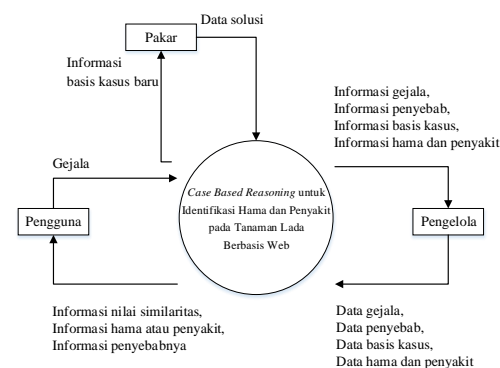 Pakar
Data solusi
Informasi
basis kasus baru
Informasi gejala,
Informasi penyebab,
Informasi basis kasus,
Informasi hama dan penyakit
Gejala
Case Based Reasoning untuk
Identifikasi Hama dan Penyakit
pada Tanaman Lada
Berbasis Web
Pengguna
Pengelola
Informasi nilai similaritas,
Informasi hama atau penyakit,
Informasi penyebabnya
Data gejala,
Data penyebab,
Data basis kasus,
Data hama dan penyakit